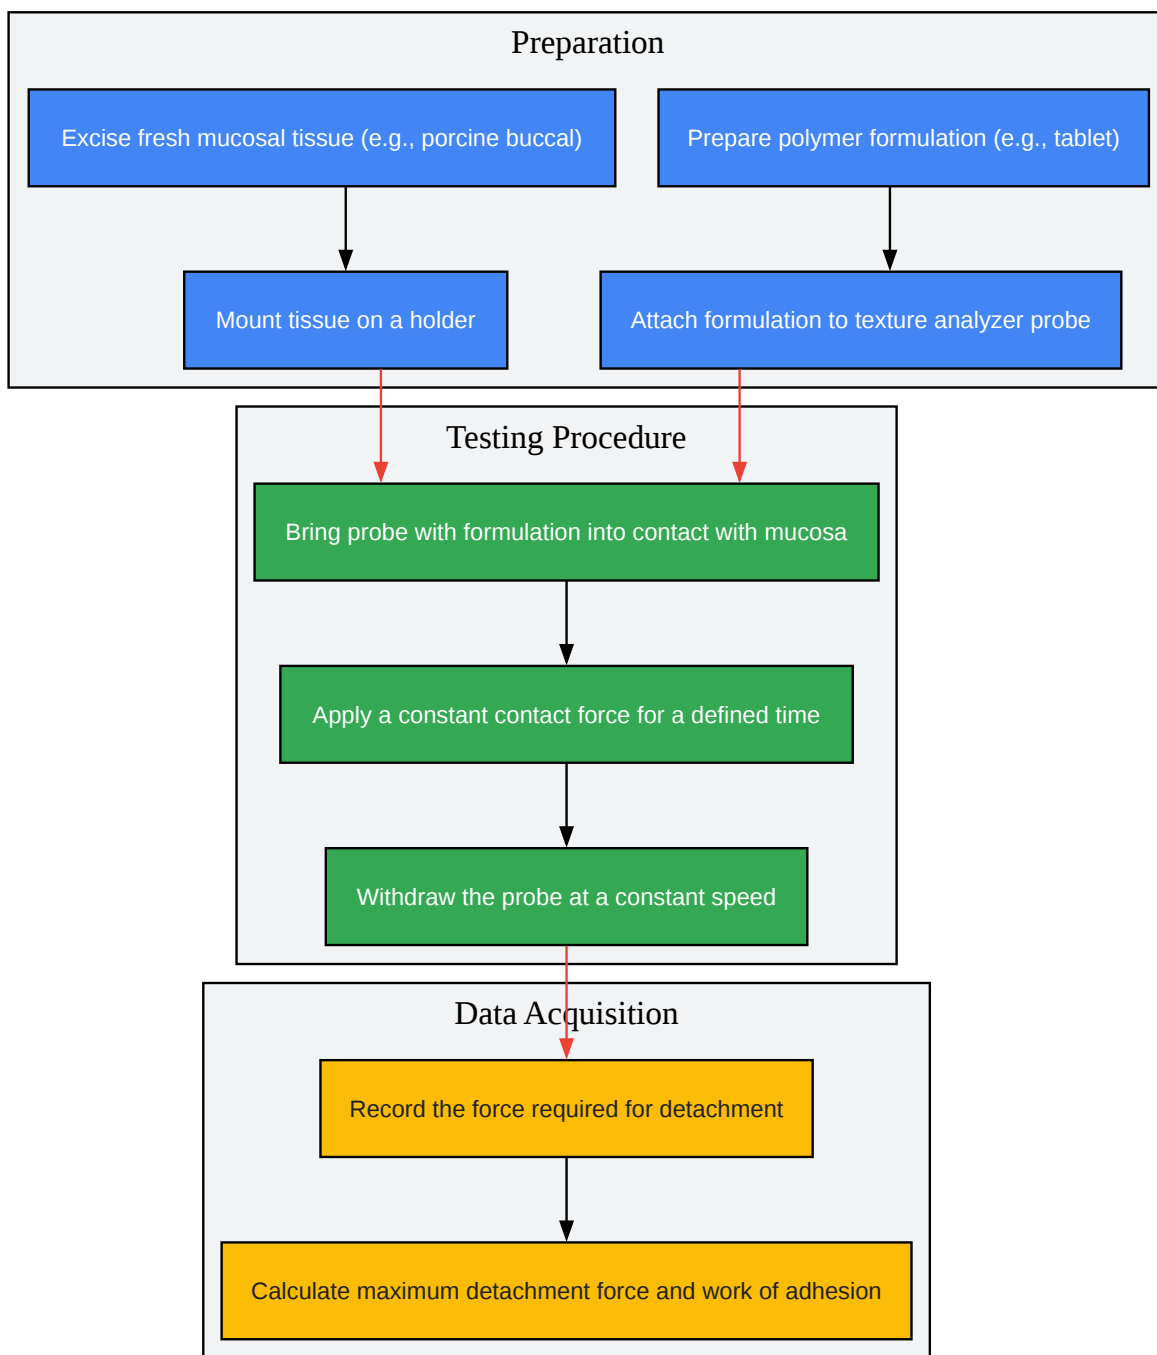 Preparation
Excise fresh mucosal tissue (e.g., porcine buccal)
Prepare polymer formulation (e.g., tablet)
Mount tissue on a holder
Attach formulation to texture analyzer probe
Testing Procedure
Bring probe with formulation into contact with mucosa
Apply a constant contact force for a defined time
Withdraw the probe at a constant speed
Data Acquisition
Record the force required for detachment
Calculate maximum detachment force and work of adhesion